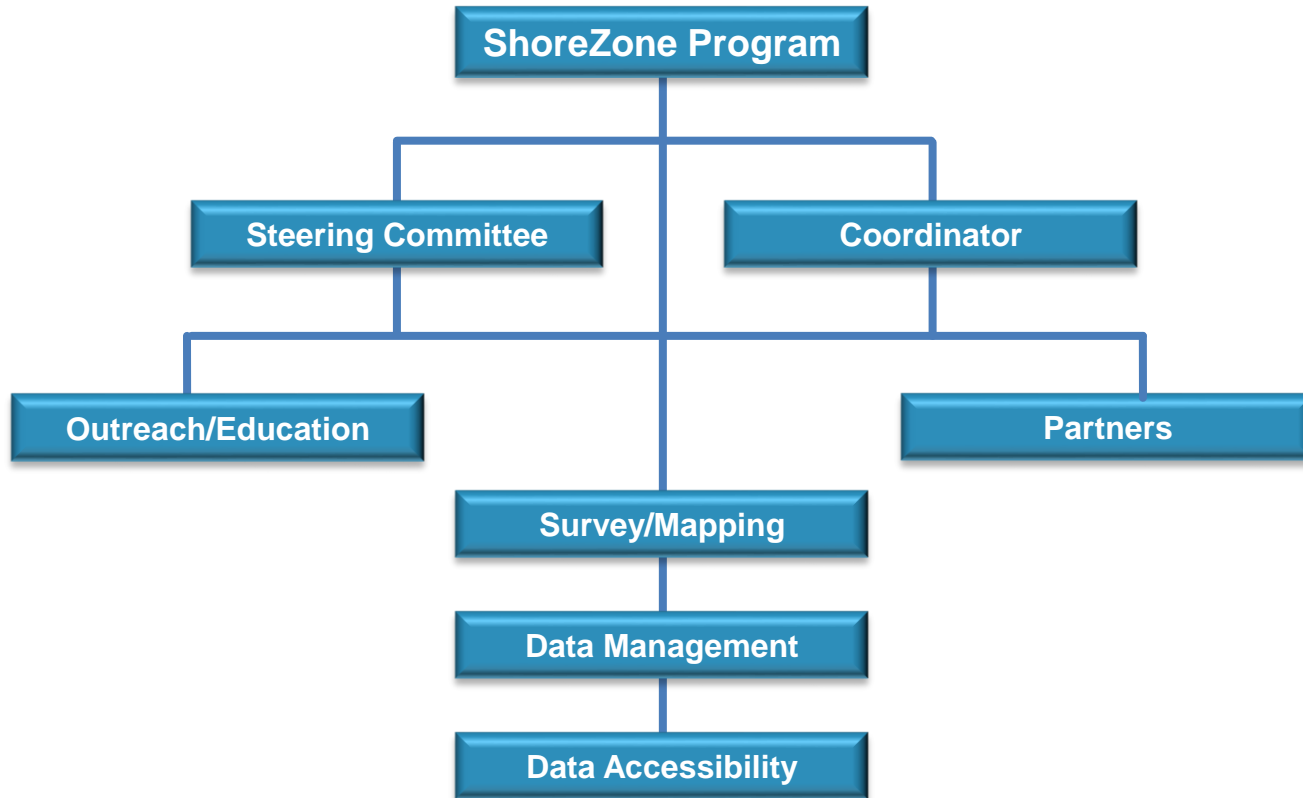 ShoreZone Program
Steering Committee
Coordinator
Outreach/Education
Partners
Survey/Mapping
Data Management
Data Accessibility